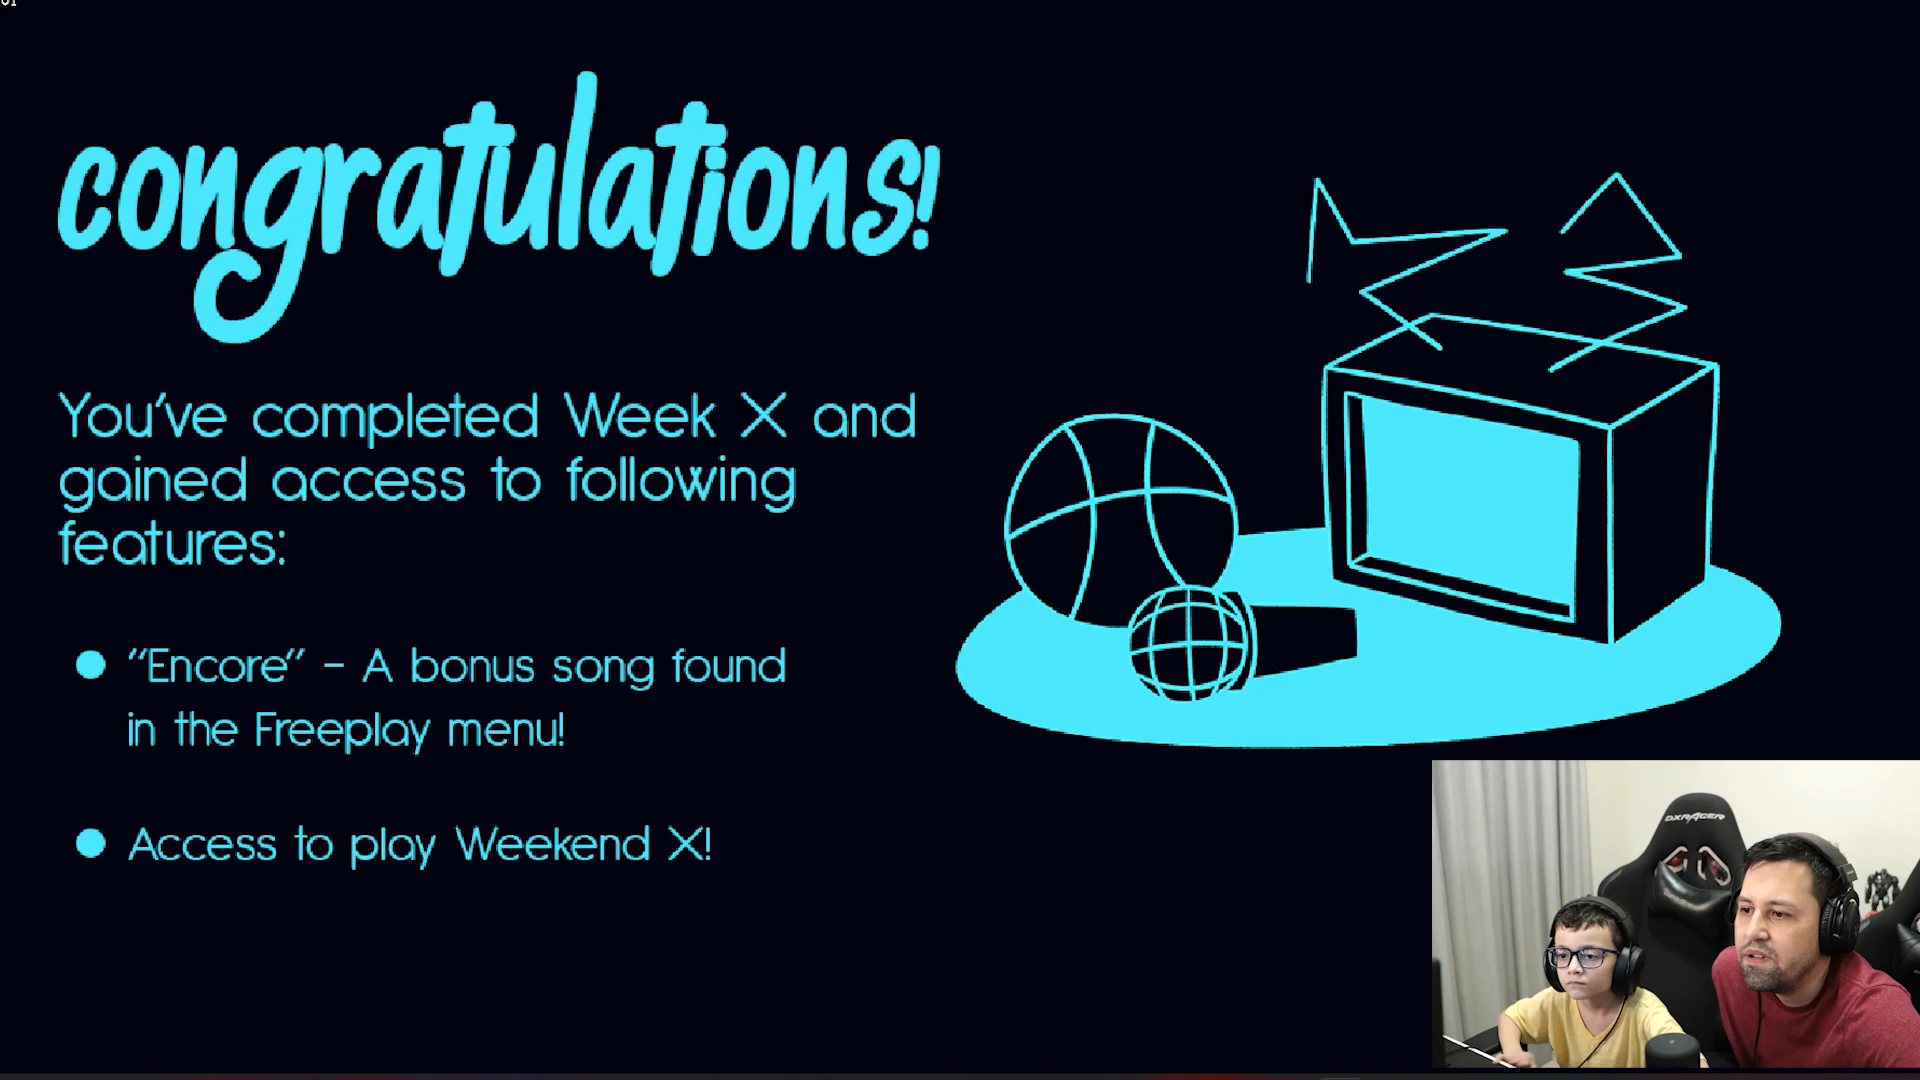 congratulations!
You've completed Week X and
gained access to following
features:
"Encore" - A bonus song found
in the Freeplay menu!
Access to play Weekend X!
DXRACER